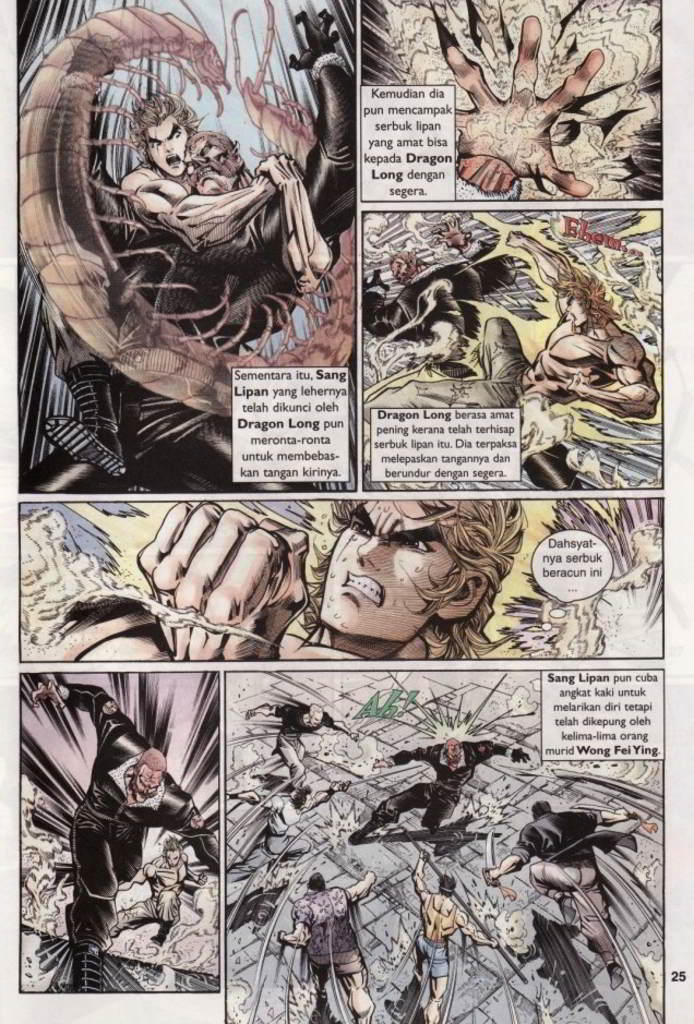 Sementara itu, Sang
Lipan yang lehernya
telah dikunci oleh
Dragon Long pun
meronta-ronta
untuk membebas-
kan tangan kirinya.
Kemudian dia
pun mencampak
serbuk lipan
yang amat bisa
kepada Dragon
Long dengan
segera.
Ehem...
Dragon Long berasa amat
pening kerana telah terhisap
serbuk lipan itu. Dia terpaksa
melepaskan tangannya dan
berundur dengan segera.
Dahsyat-
nya serbuk
beracun ini
...
Ah!
Sang Lipan pun cuba
angkat kaki untuk
melarikan diri tetapi
telah dikepung oleh
kelima-lima orang
murid Wong Fei Ying.
25